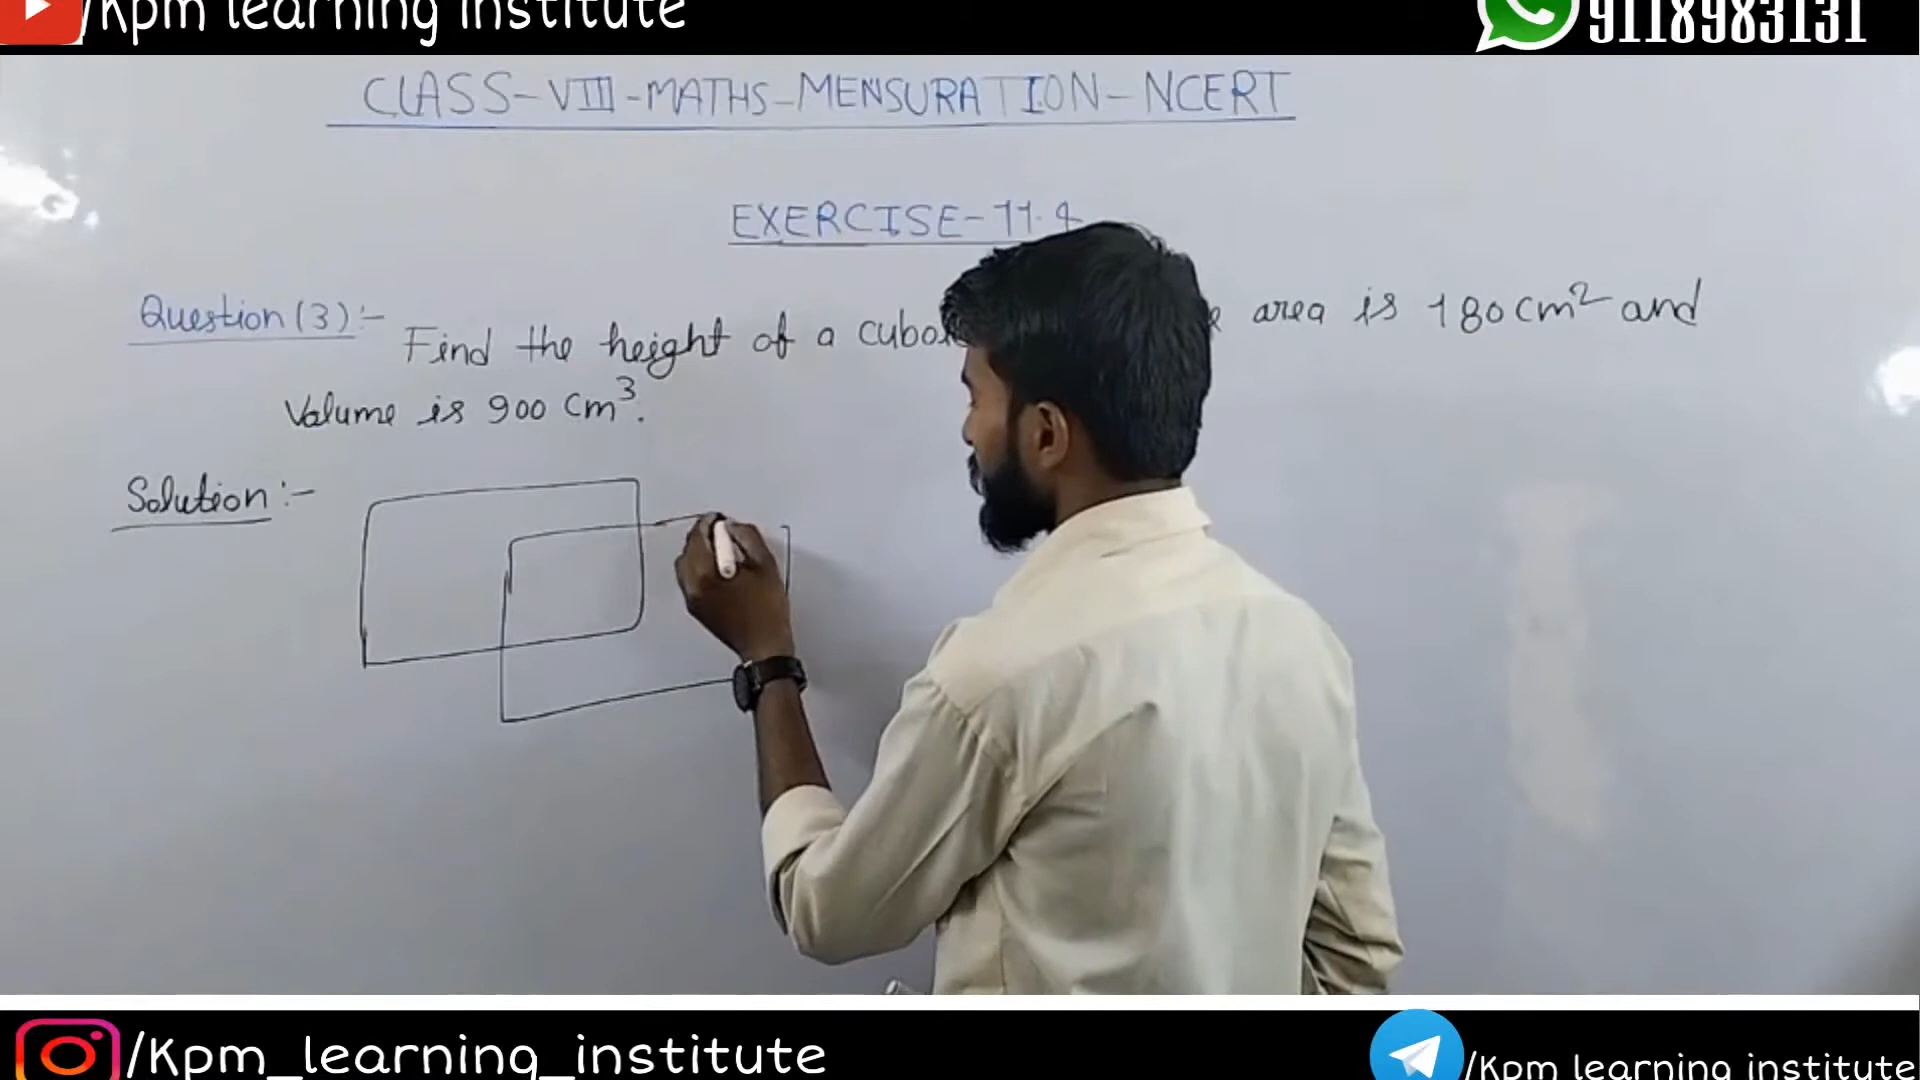 /Kpm learning institute
9118983131
CLASS-VIII-MATHS-MENSURATION-NCERT
EXERCISE-11.4
Question (3):- Find the height of a cubo area is 180 cm² and
Volume is 900 cm³.
Solution:-
/Kpm_learning_institute
/Kpm learning institute